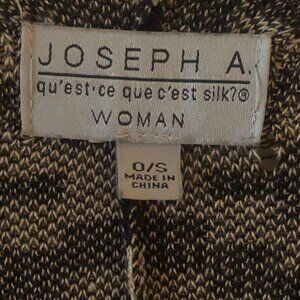 JOSEPH A.
qu'est-ce que c'est silk?®
WOMAN
O/S
MADE IN
CHINA